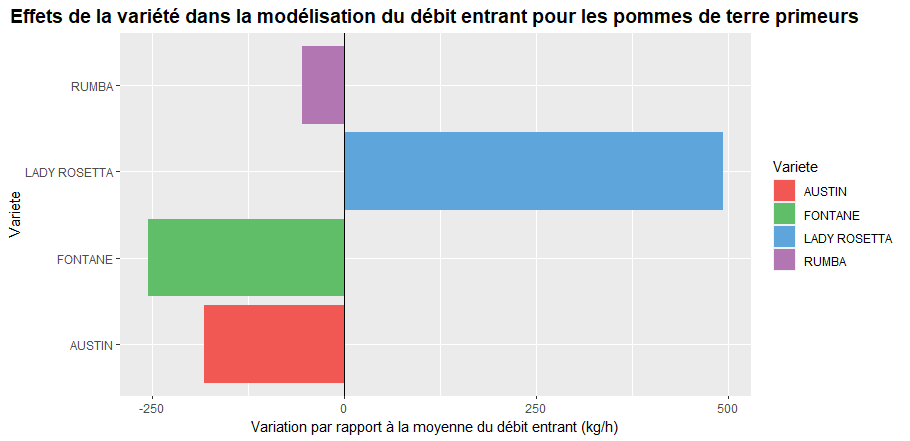 Effets de la variété dans la modélisation du débit entrant pour les pommes de terre primeurs
Variete
RUMBA
LADY ROSETTA
FONTANE
AUSTIN
-250
0
250
500
Variation par rapport à la moyenne du débit entrant (kg/h)
Variete
AUSTIN
FONTANE
LADY ROSETTA
RUMBA